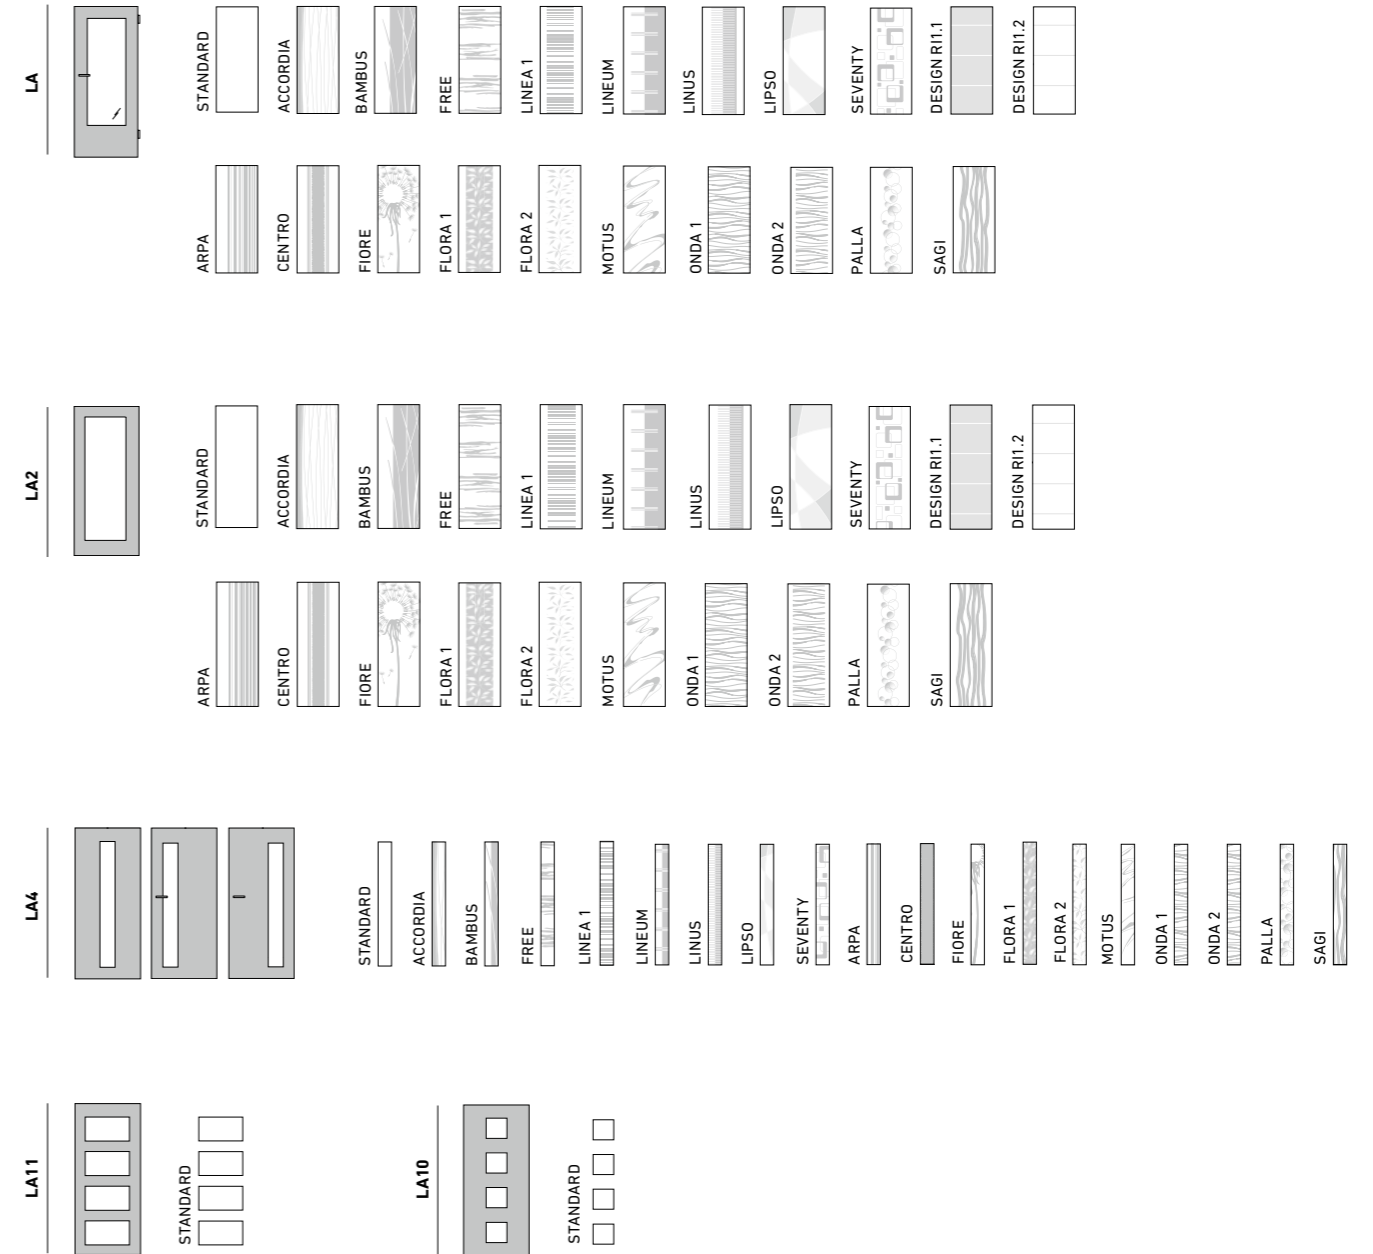 LA
STANDARD
ACCORDIA
BAMBUS
FREE
LINEA 1
LINEUM
LINUS
LIPSO
SEVENTY
DESIGN RI1.1
DESIGN RI1.2
ARPA
CENTRO
FIORE
FLORA 1
FLORA 2
MOTUS
ONDA 1
ONDA 2
PALLA
SAGI
LA2
STANDARD
ACCORDIA
BAMBUS
FREE
LINEA 1
LINEUM
LINUS
LIPSO
SEVENTY
DESIGN RI1.1
DESIGN RI1.2
ARPA
CENTRO
FIORE
FLORA 1
FLORA 2
MOTUS
ONDA 1
ONDA 2
PALLA
SAGI
LA4
STANDARD
ACCORDIA
BAMBUS
FREE
LINEA 1
LINEUM
LINUS
LIPSO
SEVENTY
ARPA
CENTRO
FIORE
FLORA 1
FLORA 2
MOTUS
ONDA 1
ONDA 2
PALLA
SAGI
LA11
STANDARD
LA10
STANDARD